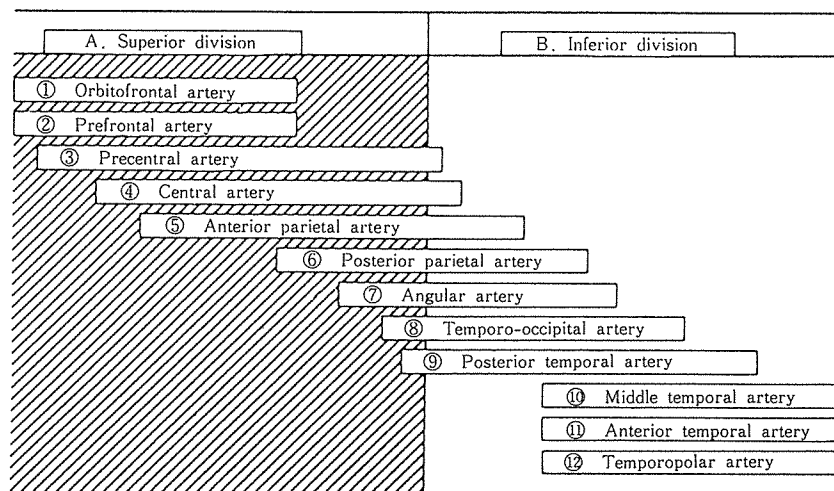 A. Superior division
B. Inferior division
① Orbitofrontal artery
② Prefrontal artery
③ Precentral artery
④ Central artery
⑤ Anterior parietal artery
⑥ Posterior parietal artery
⑦ Angular artery
⑧ Temporo-occipital artery
⑨ Posterior temporal artery
⑩ Middle temporal artery
⑪ Anterior temporal artery
⑫ Temporopolar artery